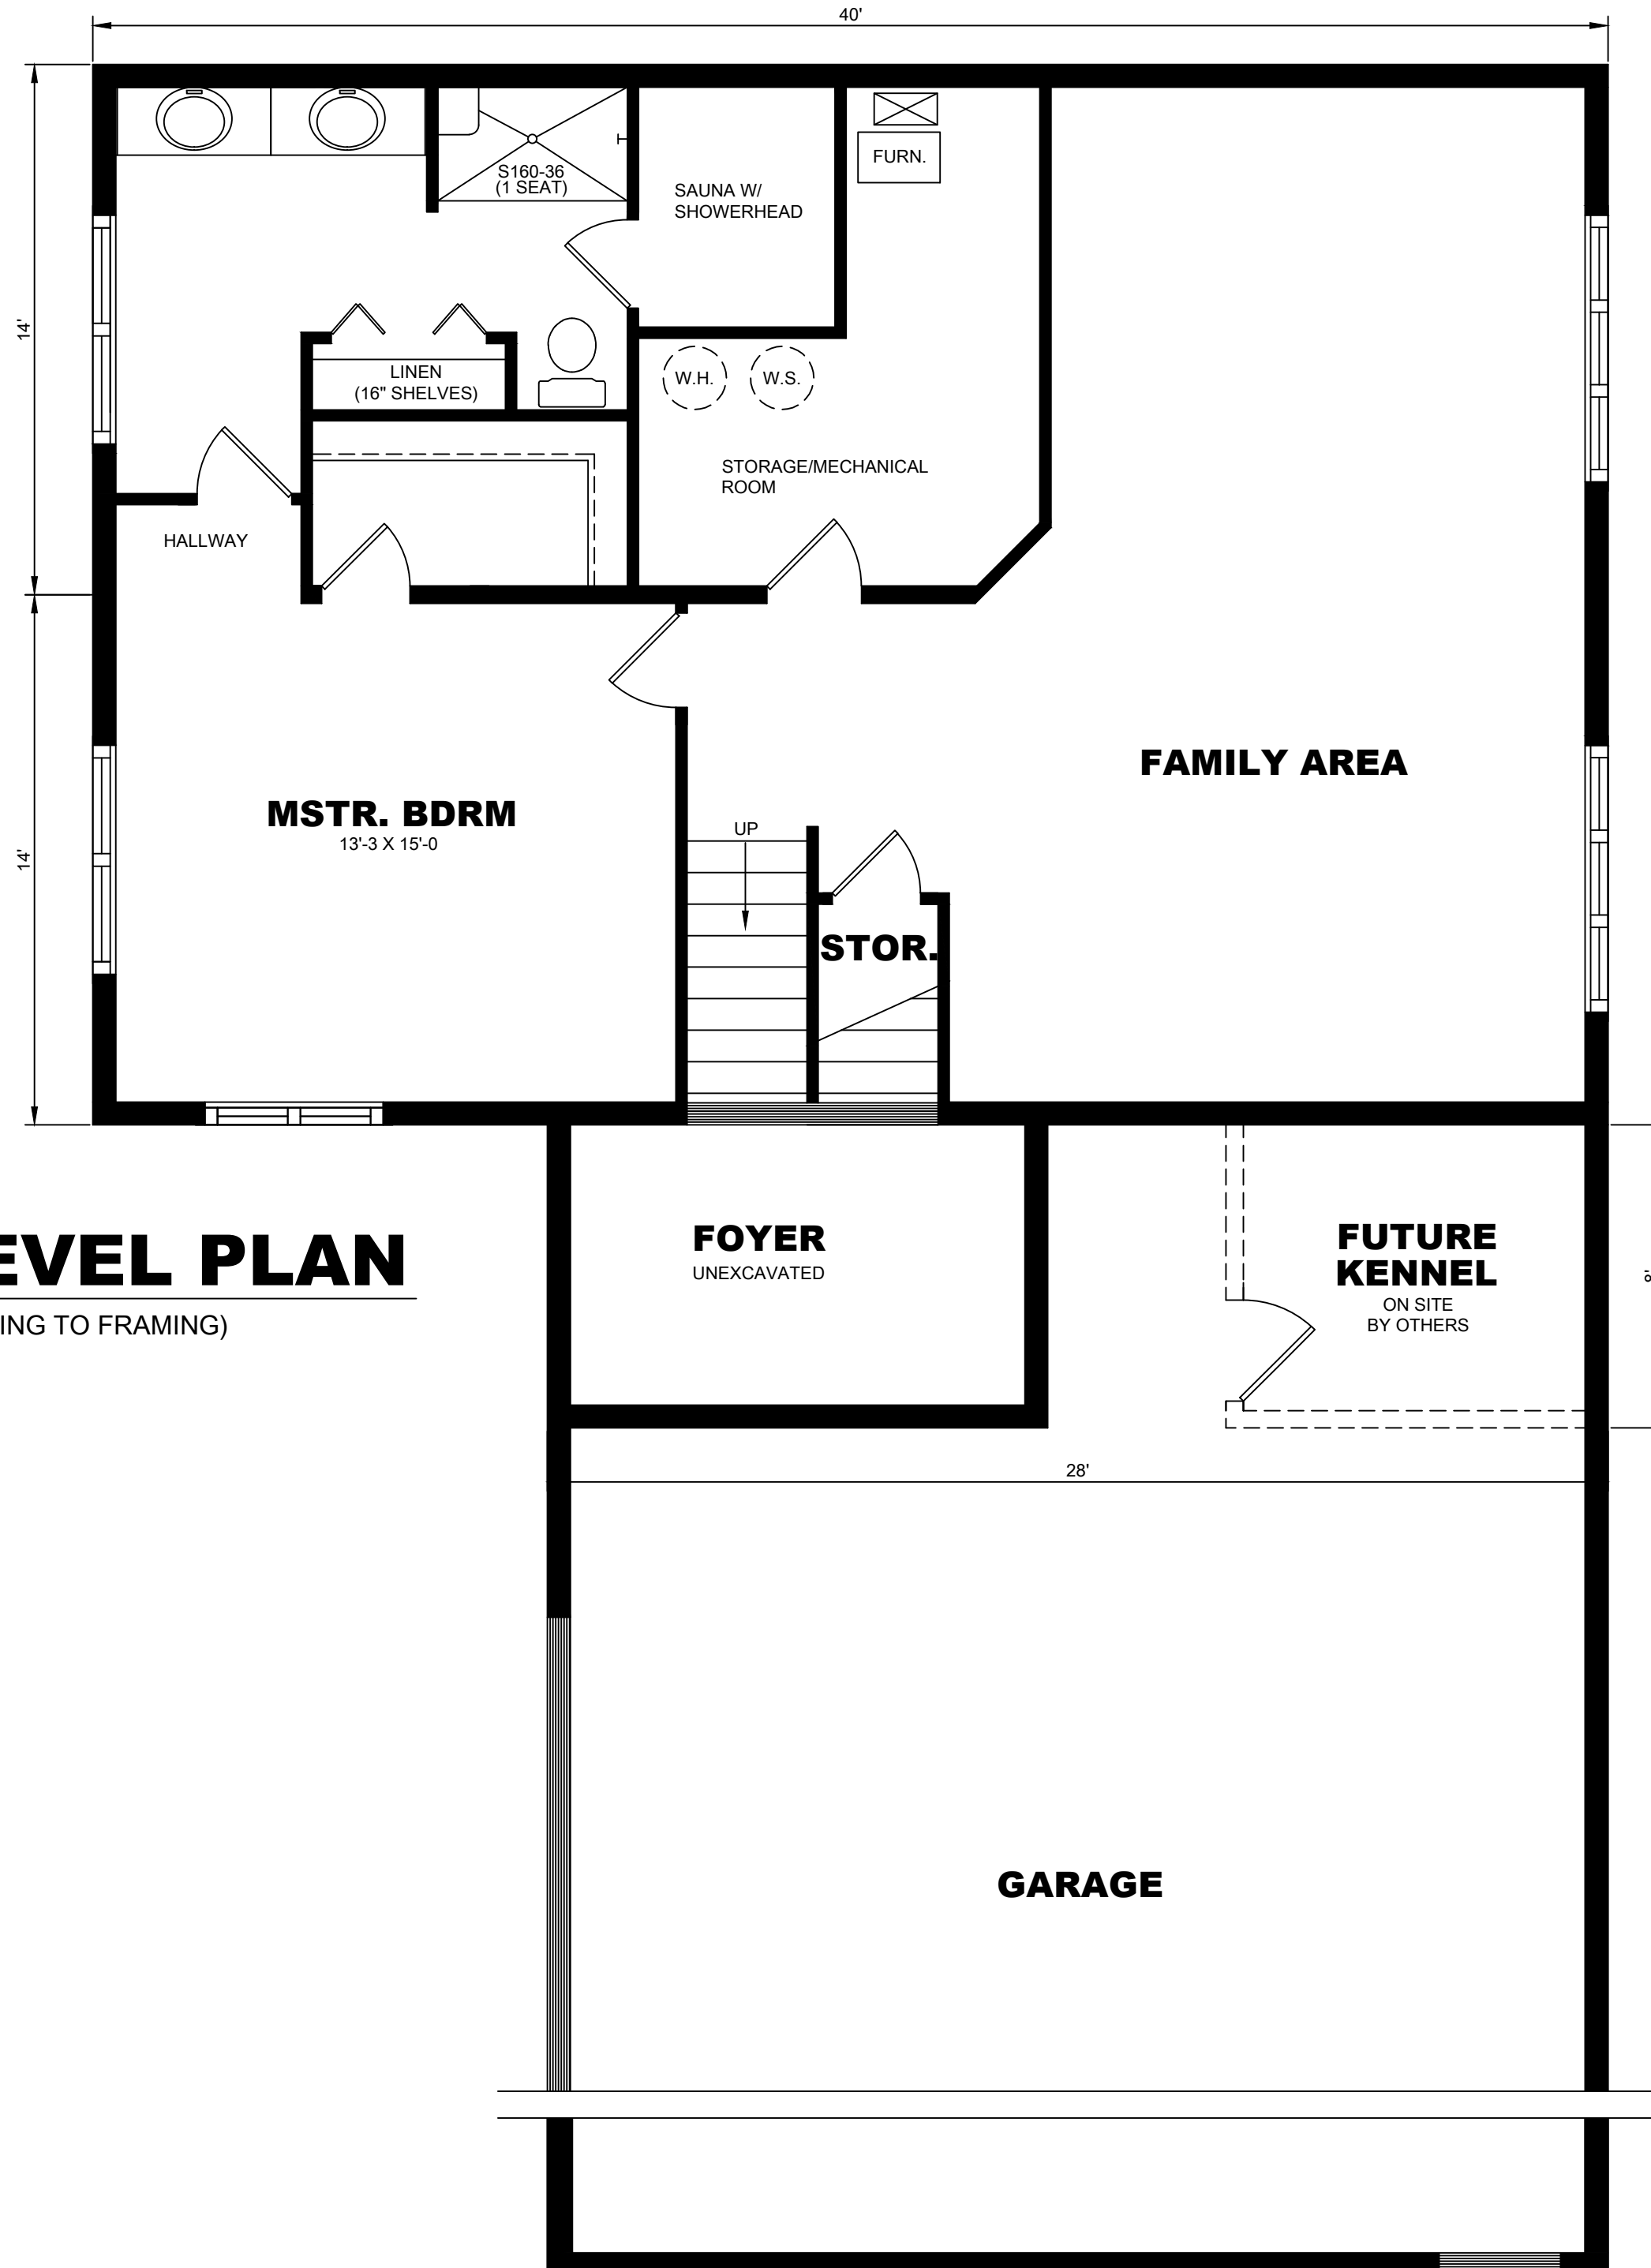 40'
S160-36
(1 SEAT)
SAUNA W/
SHOWERHEAD
FURN.
14'
LINEN
(16" SHELVES)
W.H.
W.S.
STORAGE/MECHANICAL
ROOM
HALLWAY
FAMILY AREA
MSTR. BDRM
13'-3 X 15'-0
UP
14'
STOR.
FOYER
UNEXCAVATED
FUTURE
KENNEL
ON SITE
BY OTHERS
8'
EVEL PLAN
ING TO FRAMING)
28'
GARAGE